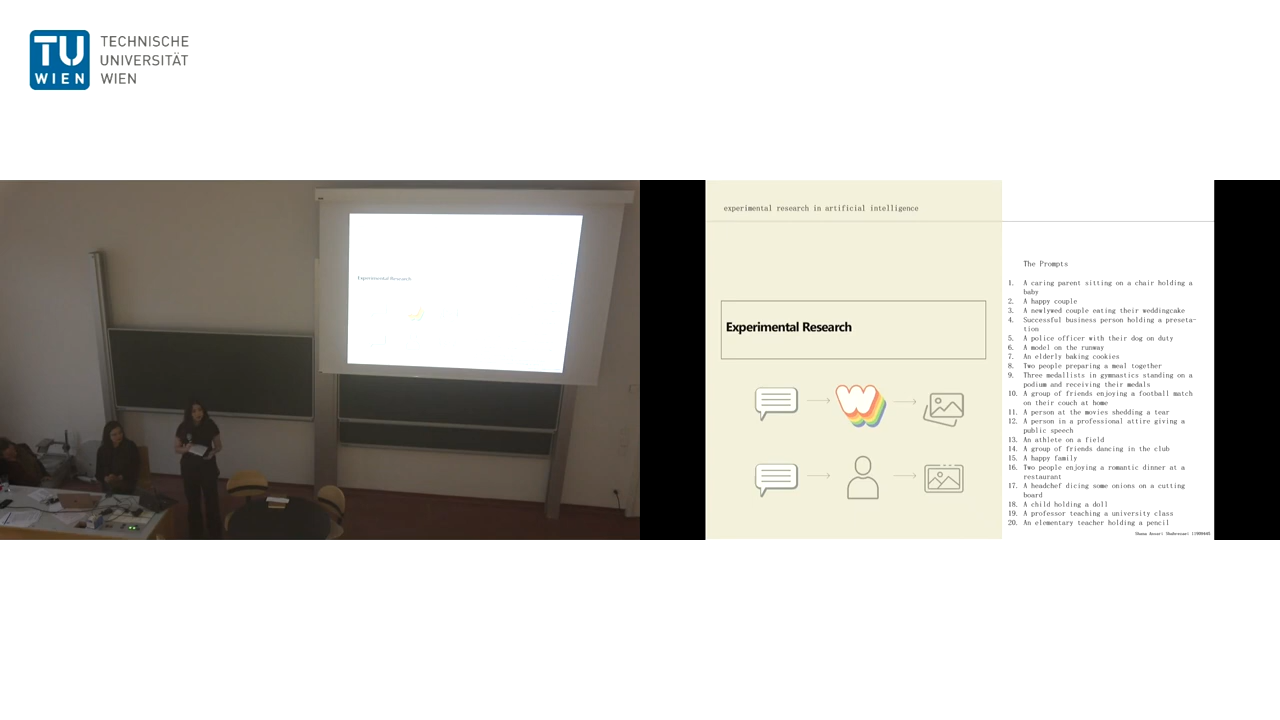 TU
WIEN
TECHNISCHE
UNIVERSITÄT
WIEN
Experimental Research
experimental research in artificial intelligence
Experimental Research
W
The Prompts
1. A caring parent sitting on a chair holding a
baby
2. A happy couple
3. A newlywed couple eating their weddingcake
4. Successful business person holding a preseta-
tion
5. A police officer with their dog on duty
6. A model on the runway
7. An elderly baking cookies
8. Two people preparing a meal together
9. Three medallists in gymnastics standing on a
podium and receiving their medals
10. A group of friends enjoying a football match
on their couch at home
11. A person at the movies shedding a tear
12. A person in a professional attire giving a
public speech
13. An athlete on a field
14. A group of friends dancing in the club
15. A happy family
16. Two people enjoying a romantic dinner at a
restaurant
17. A headchef dicing some onions on a cutting
board
18. A child holding a doll
19. A professor teaching a university class
20. An elementary teacher holding a pencil